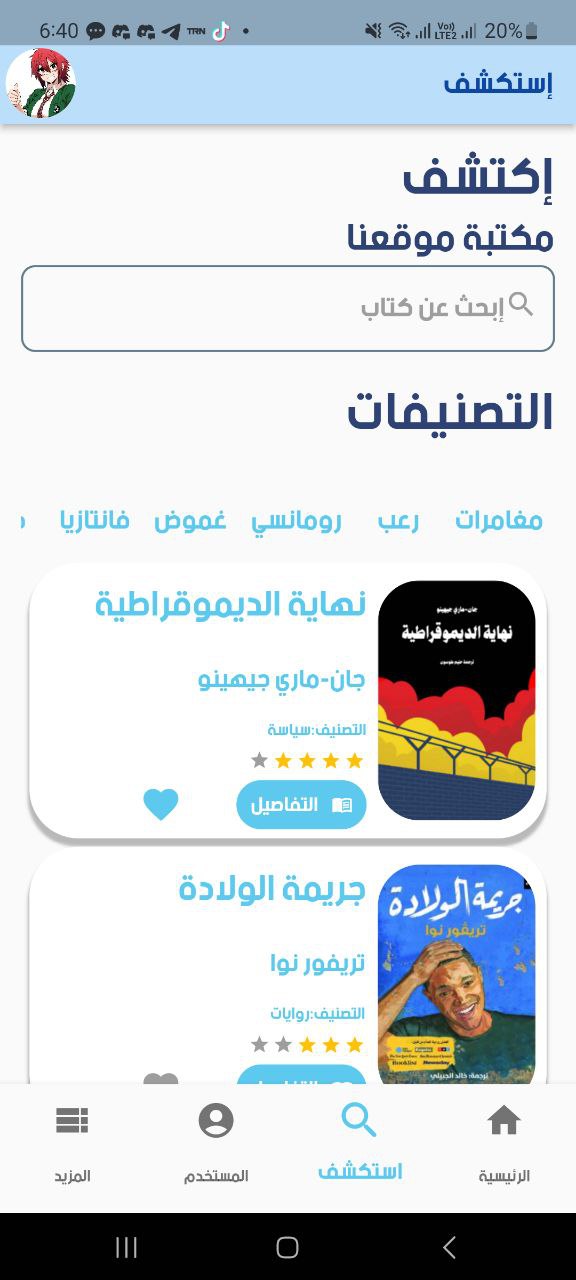 6:40 TRN Vo)) LTE2 20%
إستكشف
إكتشف
مكتبة موقعنا
إبحث عن كتاب
التصنيفات
مغامرات رعب رومانسي غموض فانتازيا
جان-ماري جيهينو
نهاية الديموقراطية
نهاية الديموقراطية
جان-ماري جيهينو
التصنيف:سياسة
التفاصيل
جريمة الولادة
تريفور نوا
ترجمة: خالد الجبيلي
جريمة الولادة
تريفور نوا
التصنيف:روايات
التفاصيل
الرئيسية استكشف المستخدم المزيد